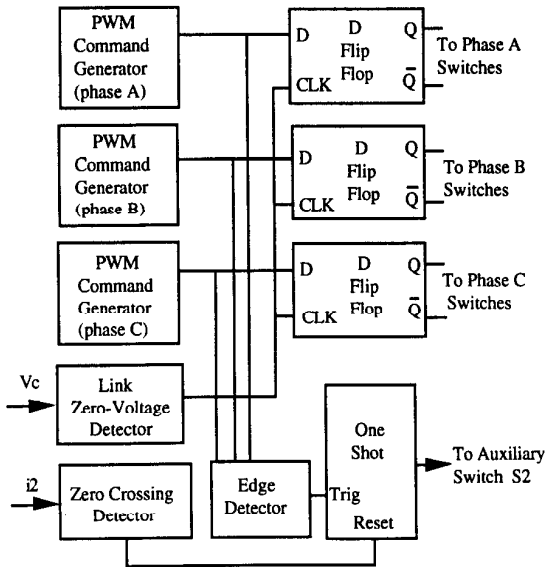 PWM
Command
Generator
(phase A)
D
D
Flip
Flop
Q
CLK
Q̅
To Phase A
Switches
PWM
Command
Generator
(phase B)
D
D
Flip
Flop
Q
CLK
Q̅
To Phase B
Switches
PWM
Command
Generator
(phase C)
D
D
Flip
Flop
Q
CLK
Q̅
To Phase C
Switches
Vc
Link
Zero-Voltage
Detector
i2
Zero Crossing
Detector
Edge
Detector
One
Shot
Trig
Reset
To Auxiliary
Switch S2